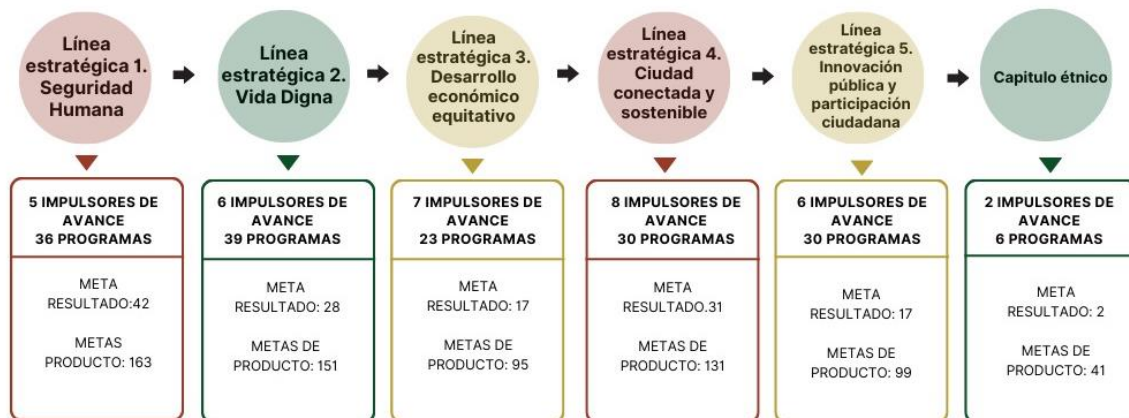 Línea
estratégica 1.
Seguridad
Humana
Línea
estratégica 2.
Vida Digna
Línea
estratégica 3.
Desarrollo
económico
equitativo
Línea
estratégica 4.
Ciudad
conectada y
sostenible
Línea
estratégica 5.
Innovación
pública y
participación
ciudadana
Capitulo étnico
5 IMPULSORES DE
AVANCE
36 PROGRAMAS
META
RESULTADO:42
METAS
PRODUCTO: 163
6 IMPULSORES DE
AVANCE
39 PROGRAMAS
META
RESULTADO: 28
METAS DE
PRODUCTO: 151
7 IMPULSORES DE
AVANCE
23 PROGRAMAS
META
RESULTADO: 17
METAS DE
PRODUCTO: 95
8 IMPULSORES DE
AVANCE
30 PROGRAMAS
META
RESULTADO.31
METAS DE
PRODUCTO: 131
6 IMPULSORES DE
AVANCE
30 PROGRAMAS
META
RESULTADO: 17
METAS DE
PRODUCTO: 99
2 IMPULSORES DE
AVANCE
6 PROGRAMAS
META
RESULTADO: 2
METAS DE
PRODUCTO: 41